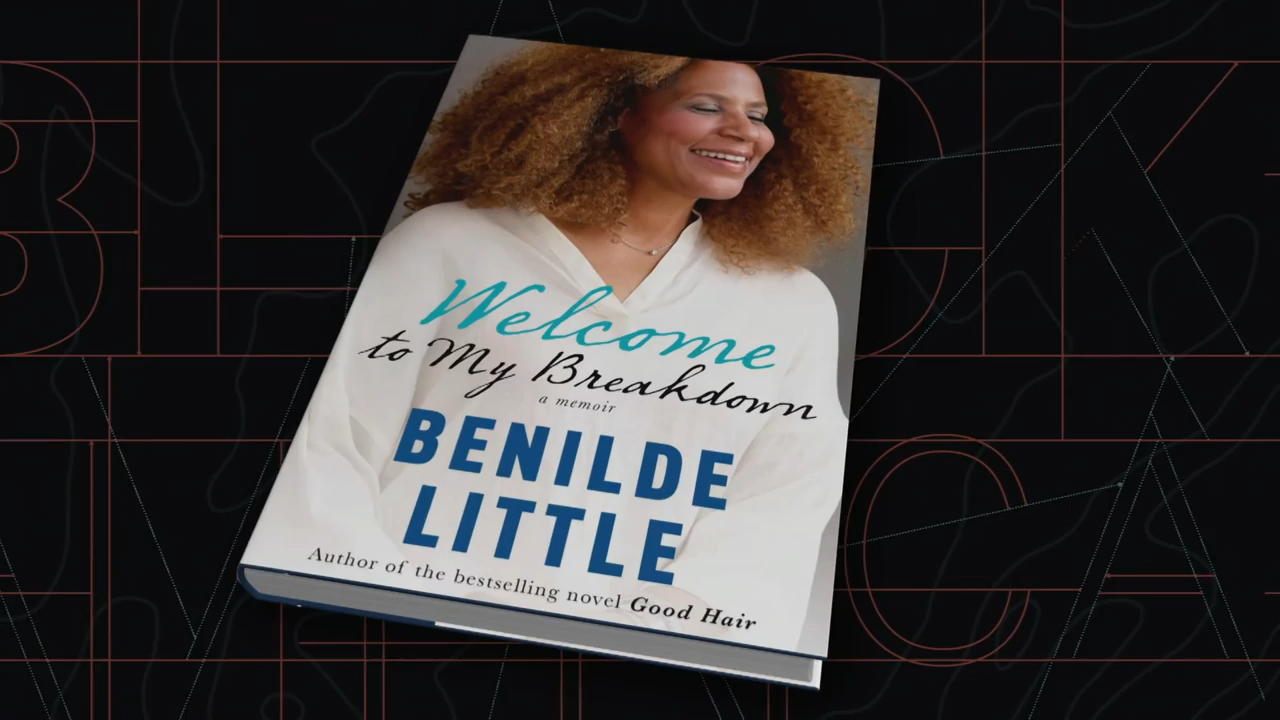 Welcome
to My Breakdown
a memoir
BENILDE
LITTLE
Author of the bestselling novel Good Hair